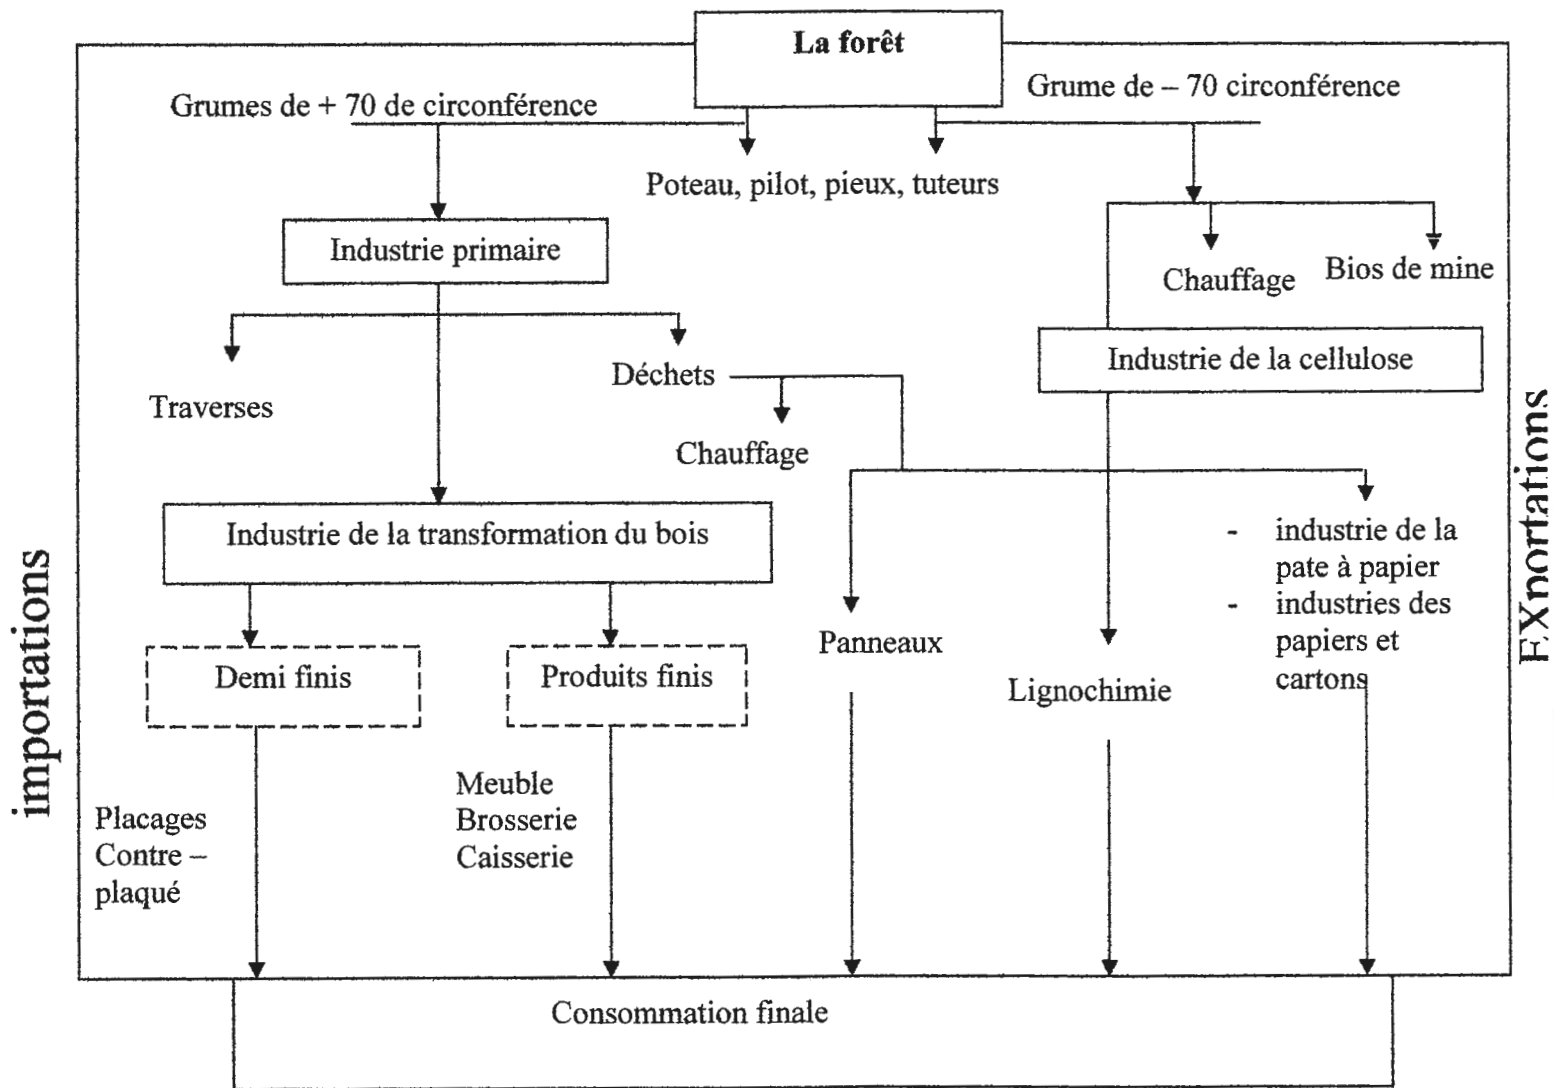 La forêt
Grumes de + 70 de circonférence
Grume de – 70 circonférence
Poteau, pilot, pieux, tuteurs
Industrie primaire
Chauffage
Bios de mine
Traverses
Déchets
Industrie de la cellulose
Chauffage
Industrie de la transformation du bois
- industrie de la
pate à papier
- industries des
papiers et
cartons
Demi finis
Produits finis
Panneaux
Lignochimie
Placages
Contre –
plaqué
Meuble
Brosserie
Caisserie
importations
EXportations
Consommation finale